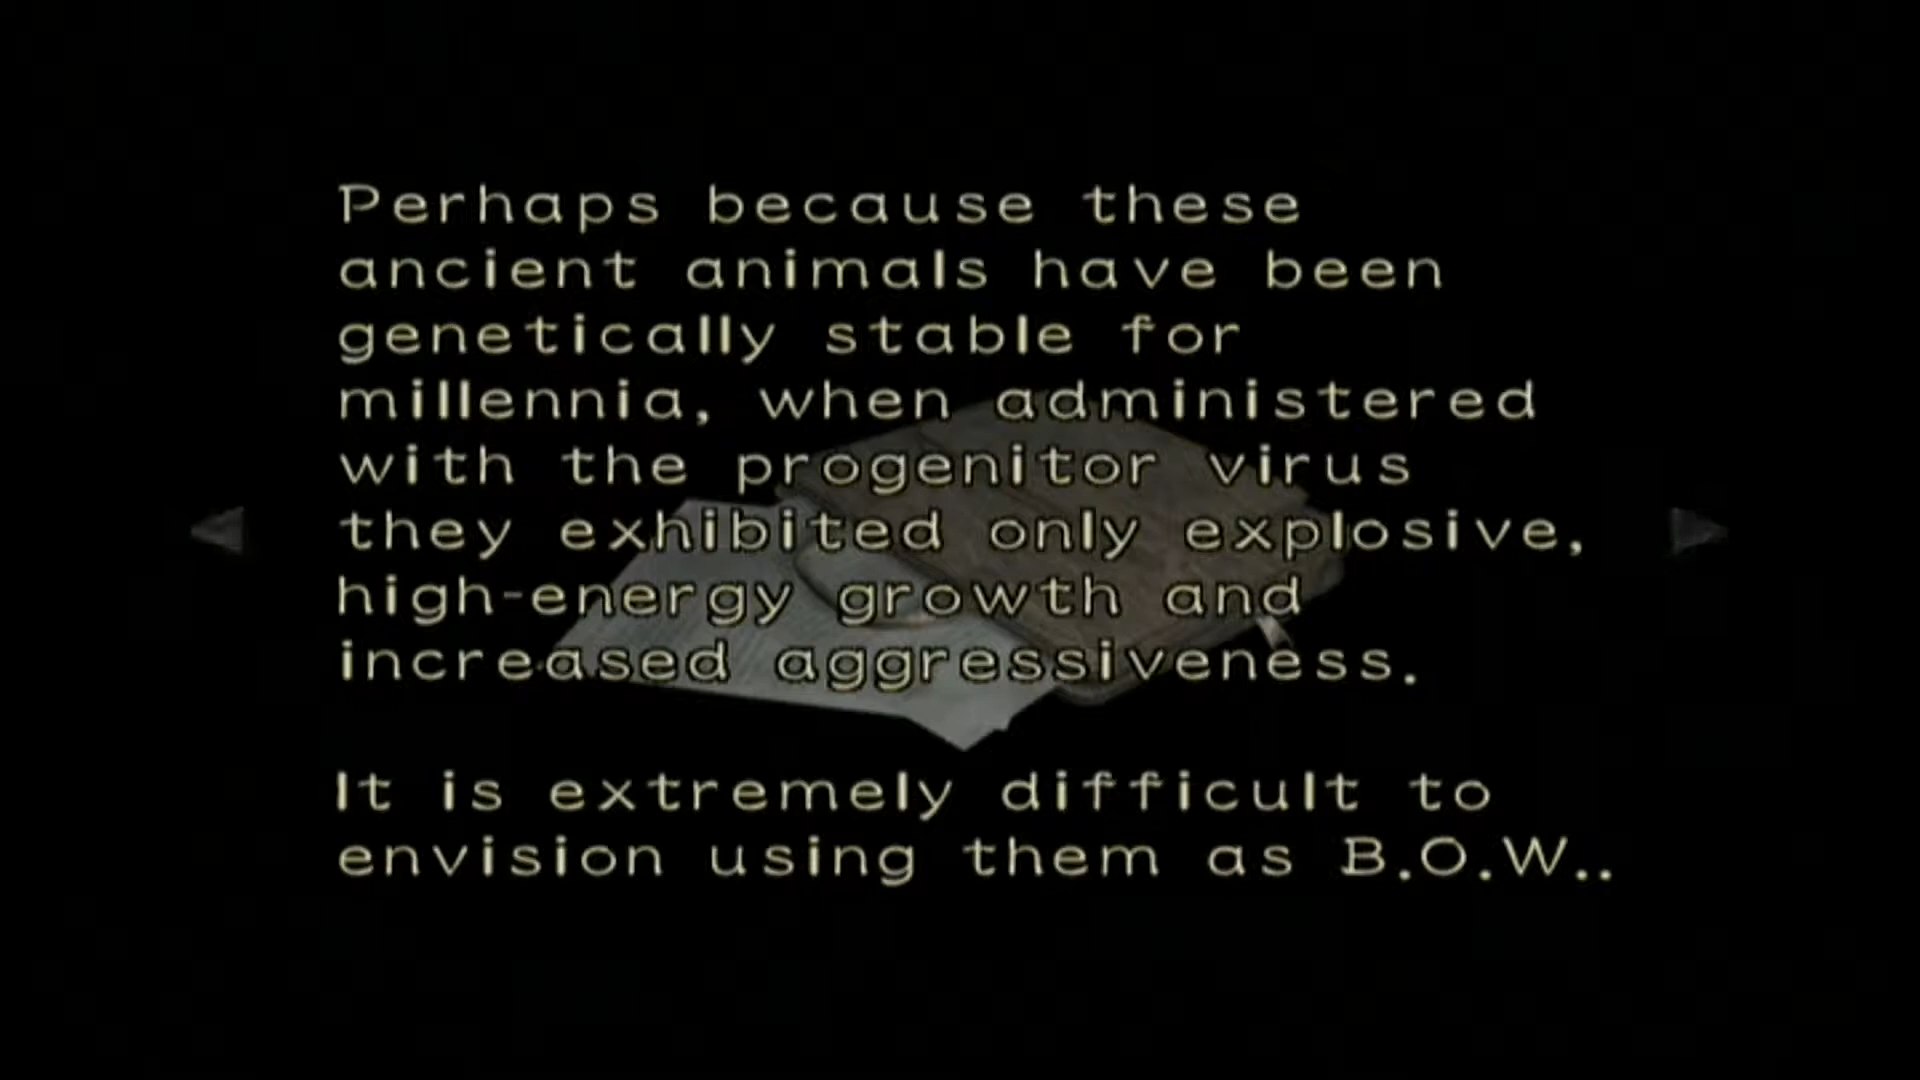 Perhaps because these
ancient animals have been
genetically stable for
millennia, when administered
with the progenitor virus
they exhibited only explosive,
high-energy growth and
increased aggressiveness.
It is extremely difficult to
envision using them as B.O.W..